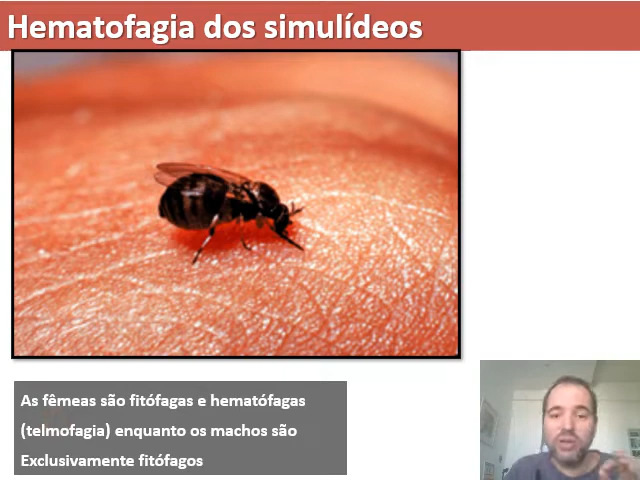 Hematofagia dos simulídeos
As fêmeas são fitófagas e hematófagas
(telmofagia) enquanto os machos são
Exclusivamente fitófagos